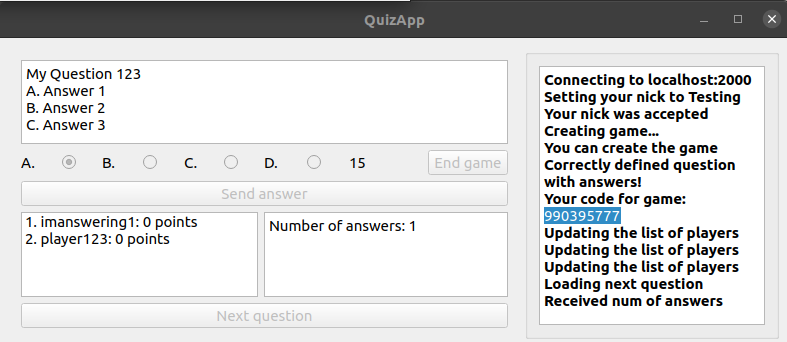 QuizApp
My Question 123
A. Answer 1
B. Answer 2
C. Answer 3
A. B. C. D. 15 End game
Send answer
1. imanswering1: 0 points
2. player123: 0 points
Number of answers: 1
Next question
Connecting to localhost:2000
Setting your nick to Testing
Your nick was accepted
Creating game...
You can create the game
Correctly defined question
with answers!
Your code for game:
990395777
Updating the list of players
Updating the list of players
Updating the list of players
Loading next question
Received num of answers